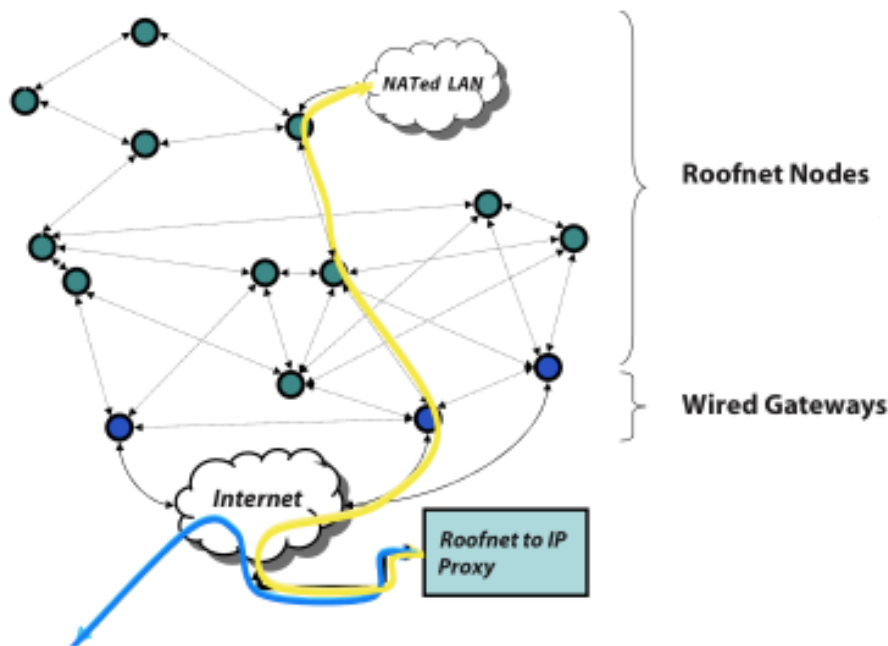 NATed LAN
Roofnet Nodes
Wired Gateways
Internet
Roofnet to IP
Proxy